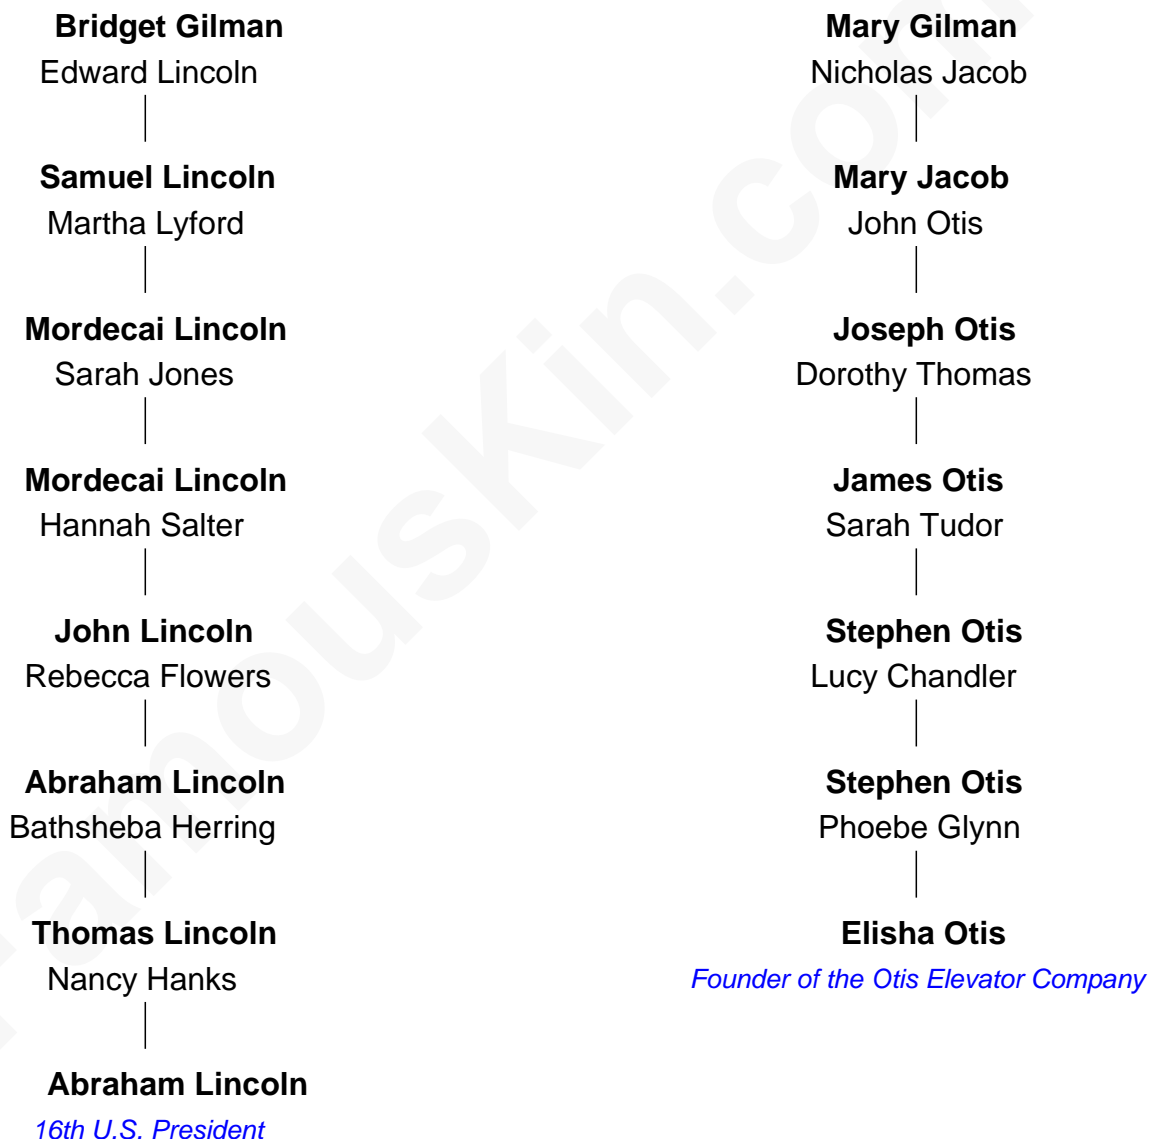 Bridget Gilman
Edward Lincoln
Samuel Lincoln
Martha Lyford
Mordecai Lincoln
Sarah Jones
Mordecai Lincoln
Hannah Salter
John Lincoln
Rebecca Flowers
Abraham Lincoln
Bathsheba Herring
Thomas Lincoln
Nancy Hanks
Abraham Lincoln
16th U.S. President
Mary Gilman
Nicholas Jacob
Mary Jacob
John Otis
Joseph Otis
Dorothy Thomas
James Otis
Sarah Tudor
Stephen Otis
Lucy Chandler
Stephen Otis
Phoebe Glynn
Elisha Otis
Founder of the Otis Elevator Company
FamousKin.com